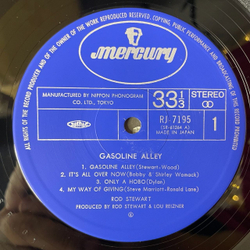 ALL RIGHTS OF THE RECORD PRODUCER AND OF THE OWNER OF THE RECORDED WORK RESERVED. COPYING, PUBLIC PERFORMANCE AND BROADCASTING OF THIS RECORD PROHIBITED
mercury
MANUFACTURED BY NIPPON PHONOGRAM
CO. LTD., TOKYO
33 1/3
RJ-7195
MADE IN JAPAN
STEREO
1
GASOLINE ALLEY
1. GASOLINE ALLEY (Stewart-Wood)
2. IT'S ALL OVER NOW (Bobby & Shirley Womack)
3. ONLY A HOBO (Dylan)
4. MY WAY OF GIVING (Steve Marriott-Ronald Lane)
ROD STEWART
PRODUCED BY ROD STEWART & LOU REIZNER